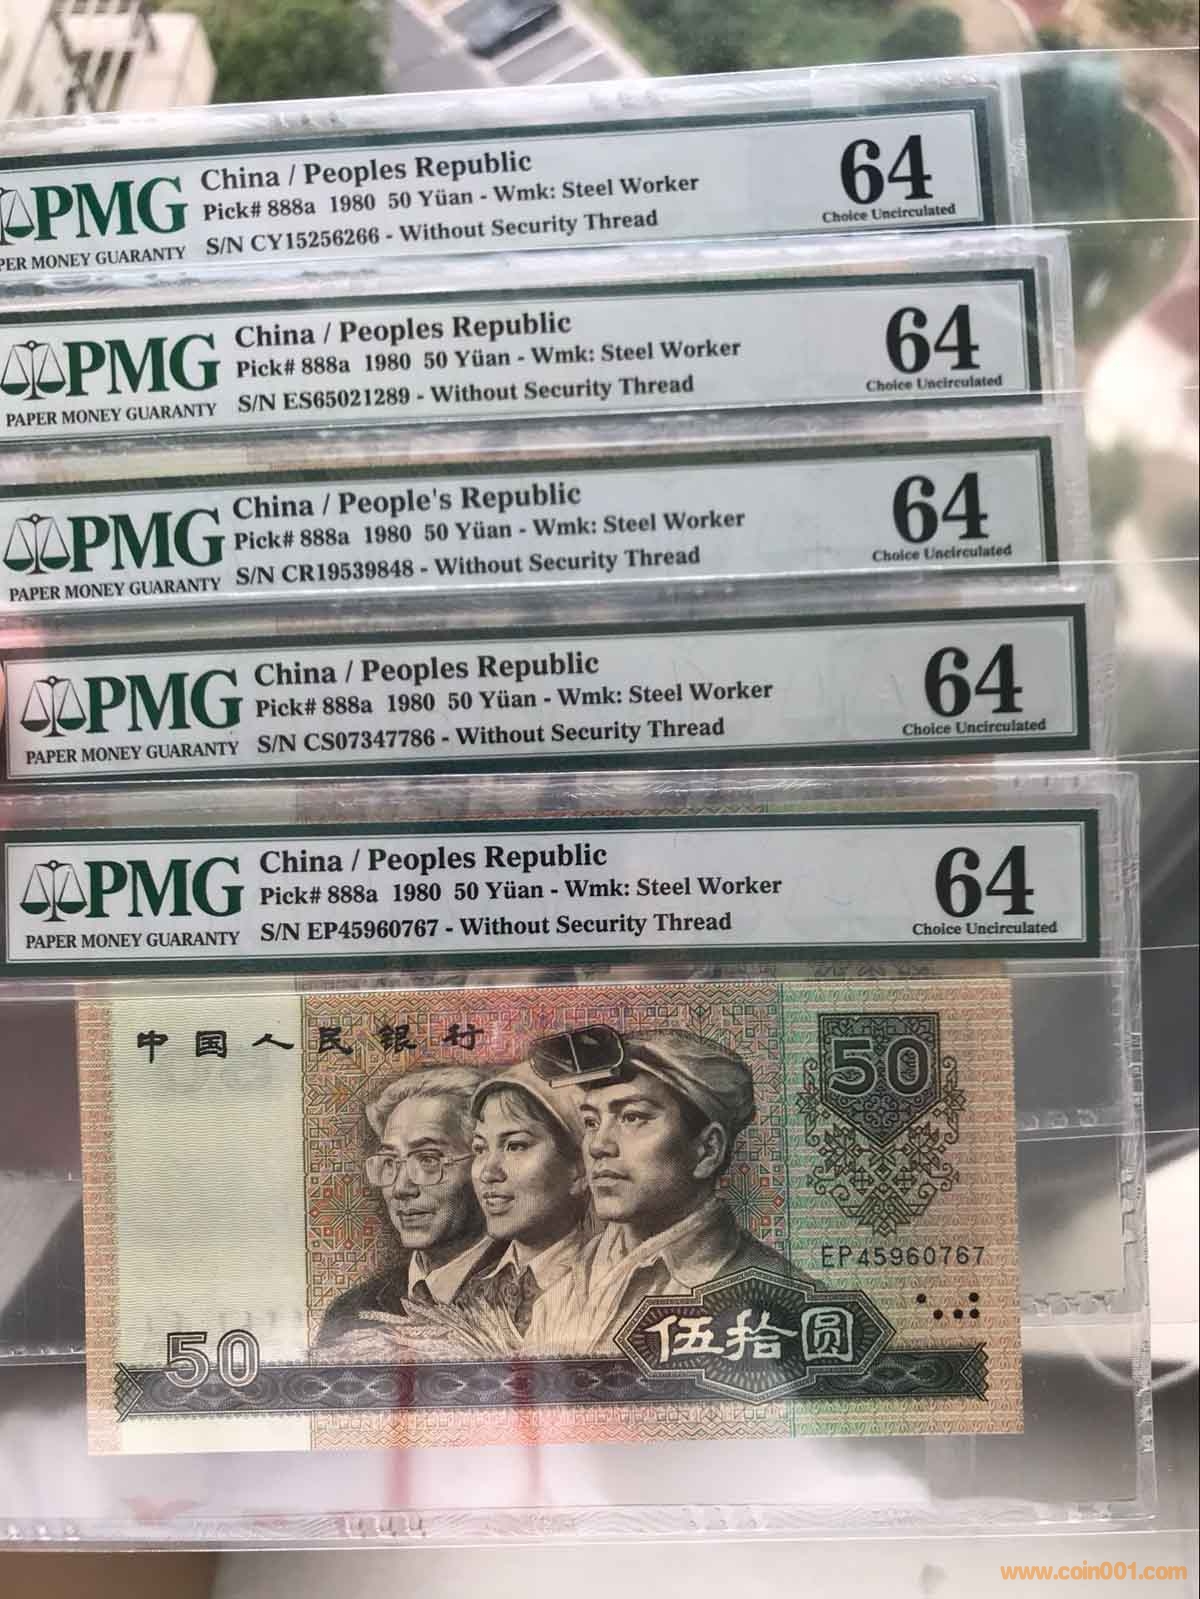 PMG
PER MONEY GUARANTY
China / Peoples Republic
Pick# 888a 1980 50 Yüan - Wmk: Steel Worker
S/N CY15256266 - Without Security Thread
64
Choice Uncirculated
PMG
PAPER MONEY GUARANTY
China / Peoples Republic
Pick# 888a 1980 50 Yüan - Wmk: Steel Worker
S/N ES65021289 - Without Security Thread
64
Choice Uncirculated
PMG
PAPER MONEY GUARANTY
China / People's Republic
Pick# 888a 1980 50 Yüan - Wmk: Steel Worker
S/N CR19539848 - Without Security Thread
64
Choice Uncirculated
PMG
PAPER MONEY GUARANTY
China / Peoples Republic
Pick# 888a 1980 50 Yüan - Wmk: Steel Worker
S/N CS07347786 - Without Security Thread
64
Choice Uncirculated
PMG
PAPER MONEY GUARANTY
China / Peoples Republic
Pick# 888a 1980 50 Yüan - Wmk: Steel Worker
S/N EP45960767 - Without Security Thread
64
Choice Uncirculated
中国人民银行
50
EP45960767
伍拾圆
50
www.coin001.com